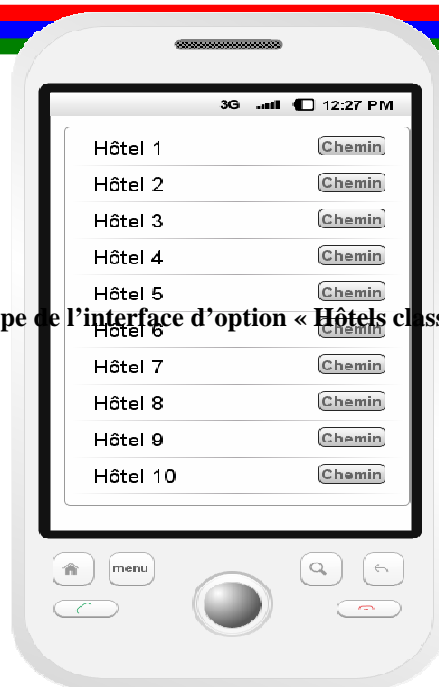 3G 12:27 PM
Hôtel 1 Chemin
Hôtel 2 Chemin
Hôtel 3 Chemin
Hôtel 4 Chemin
Hôtel 5 Chemin
pe de l’interface d’option « Hôtels class
Hôtel 6 Chemin
Hôtel 7 Chemin
Hôtel 8 Chemin
Hôtel 9 Chemin
Hôtel 10 Chemin
menu